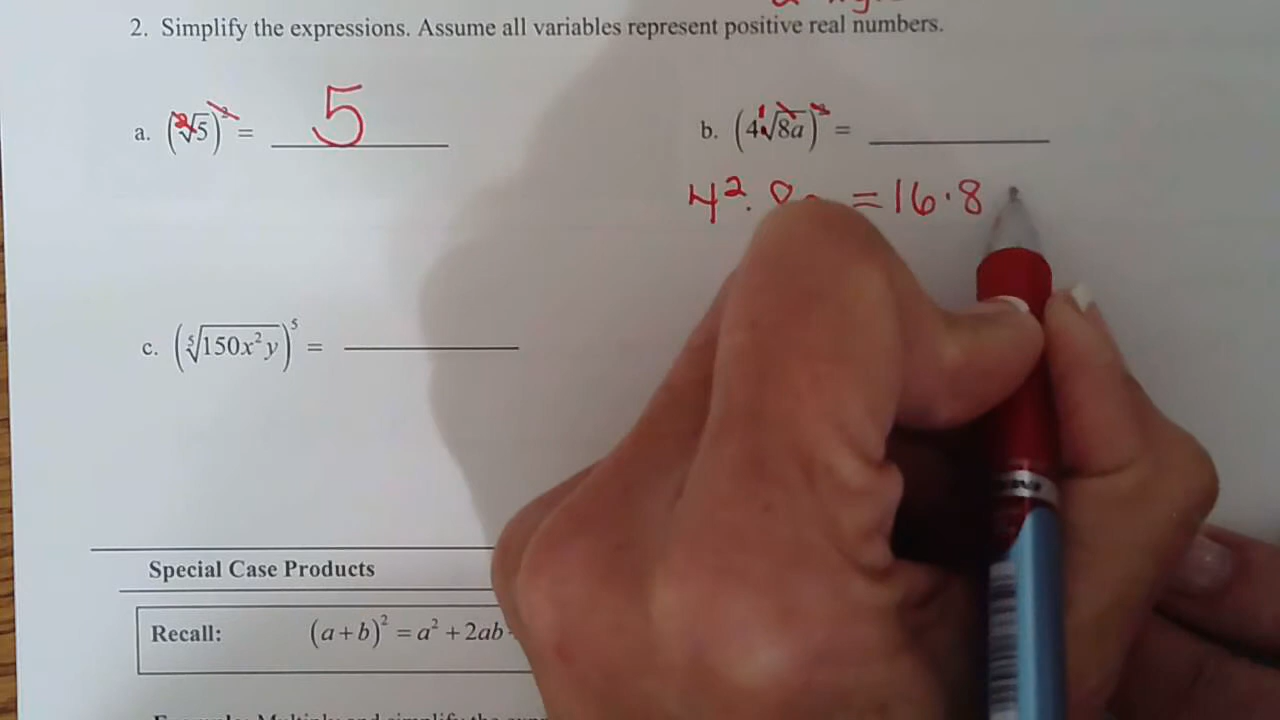 2. Simplify the expressions. Assume all variables represent positive real numbers.
a. (√5)² = 5
b. (4√8a)² =
4² · 8 = 16 · 8
c. (⁵√150x²y)⁵ =
Special Case Products
Recall: (a+b)² = a² + 2ab